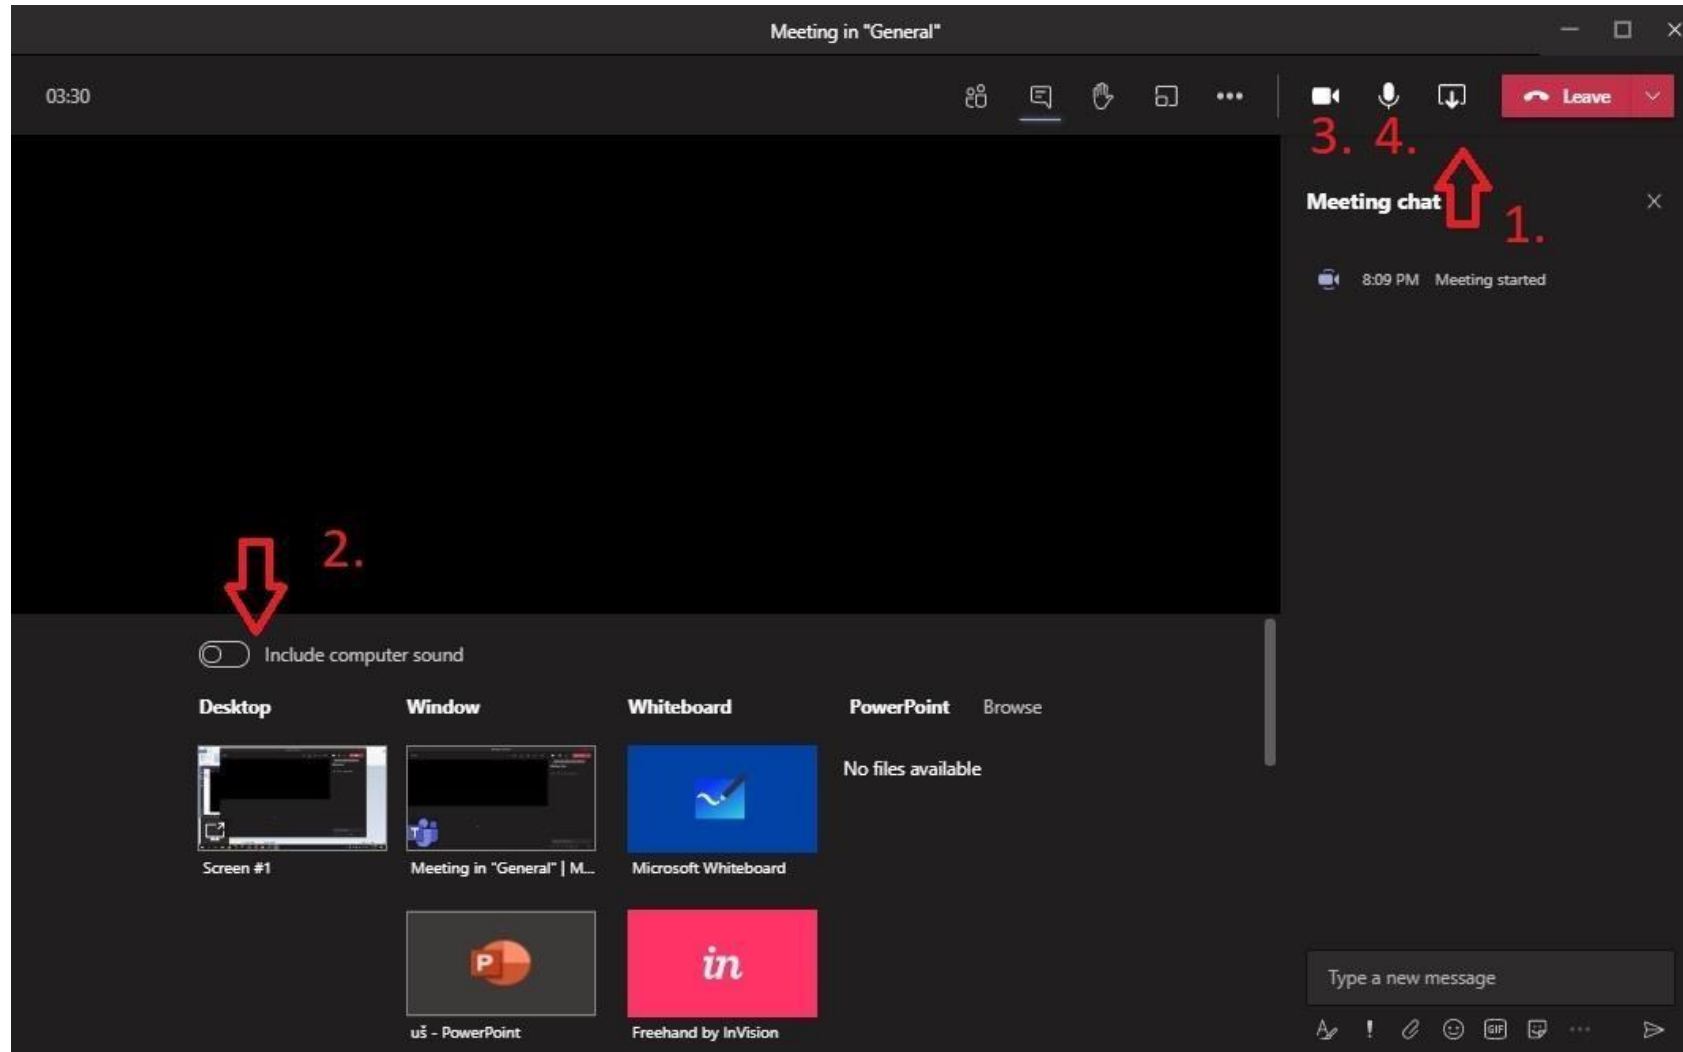 Meeting in "General"
03:30
Leave
3. 4.
Meeting chat
1.
8:09 PM Meeting started
2.
Include computer sound
Desktop Window Whiteboard PowerPoint Browse
No files available
Screen #1 Meeting in "General" | M... Microsoft Whiteboard
P in
uš - PowerPoint Freehand by InVision
Type a new message
GIF